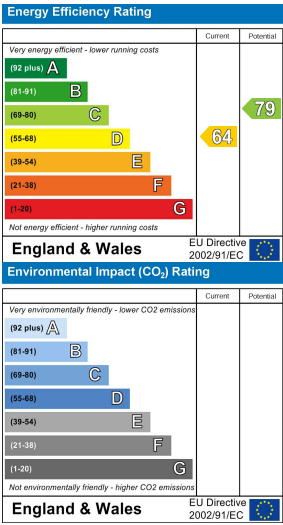 Energy Efficiency Rating
Current Potential
Very energy efficient - lower running costs
(92 plus) A
(81-91) B
(69-80) C
(55-68) D
(39-54) E
(21-38) F
(1-20) G
64
79
Not energy efficient - higher running costs
England & Wales
EU Directive
2002/91/EC
Environmental Impact (CO₂) Rating
Current Potential
Very environmentally friendly - lower CO2 emissions
(92 plus) A
(81-91) B
(69-80) C
(55-68) D
(39-54) E
(21-38) F
(1-20) G
Not environmentally friendly - higher CO2 emissions
England & Wales
EU Directive
2002/91/EC